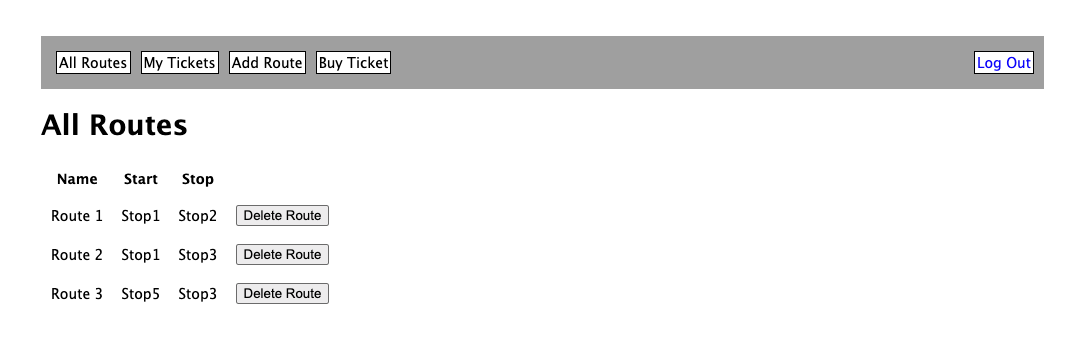 All Routes My Tickets Add Route Buy Ticket Log Out
All Routes
Name Start Stop
Route 1 Stop1 Stop2 Delete Route
Route 2 Stop1 Stop3 Delete Route
Route 3 Stop5 Stop3 Delete Route